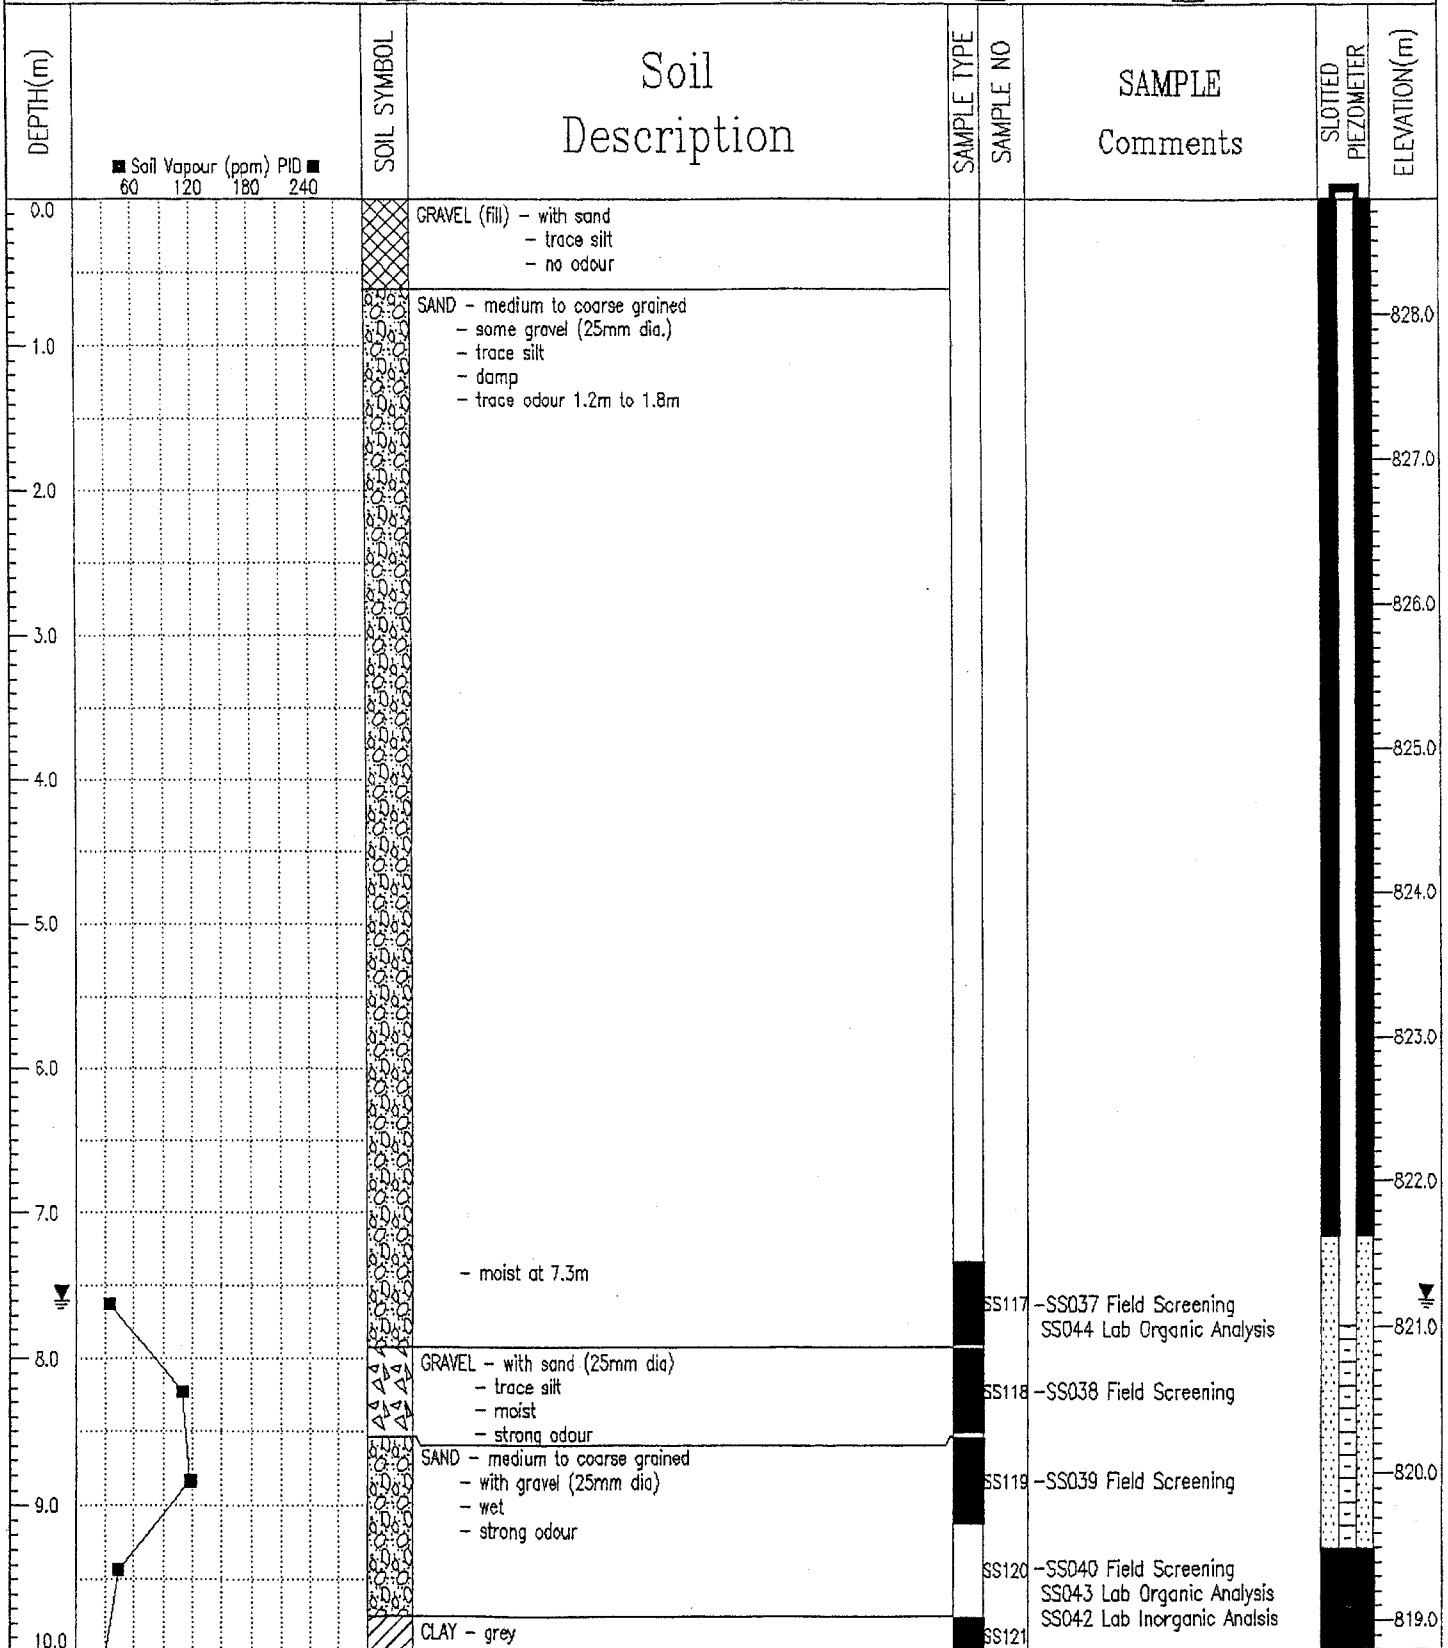 DEPTH(m)
■ Soil Vapour (ppm) PID ■
60 120 180 240
SOIL SYMBOL
Soil
Description
SAMPLE TYPE
SAMPLE NO
SAMPLE
Comments
SLOTTED
PIEZOMETER
ELEVATION(m)
0.0
GRAVEL (fill) - with sand
- trace silt
- no odour
SAND - medium to coarse grained
- some gravel (25mm dia.)
- trace silt
- damp
- trace odour 1.2m to 1.8m
828.0
1.0
827.0
2.0
826.0
3.0
825.0
4.0
824.0
5.0
823.0
6.0
822.0
7.0
- moist at 7.3m
SS117 -SS037 Field Screening
SS044 Lab Organic Analysis
821.0
8.0
GRAVEL - with sand (25mm dia)
- trace silt
- moist
- strong odour
SS118 -SS038 Field Screening
SAND - medium to coarse grained
- with gravel (25mm dia)
- wet
- strong odour
SS119 -SS039 Field Screening
820.0
9.0
SS120 -SS040 Field Screening
SS043 Lab Organic Analysis
SS042 Lab Inorganic Analsis
819.0
CLAY - grey
SS121
10.0